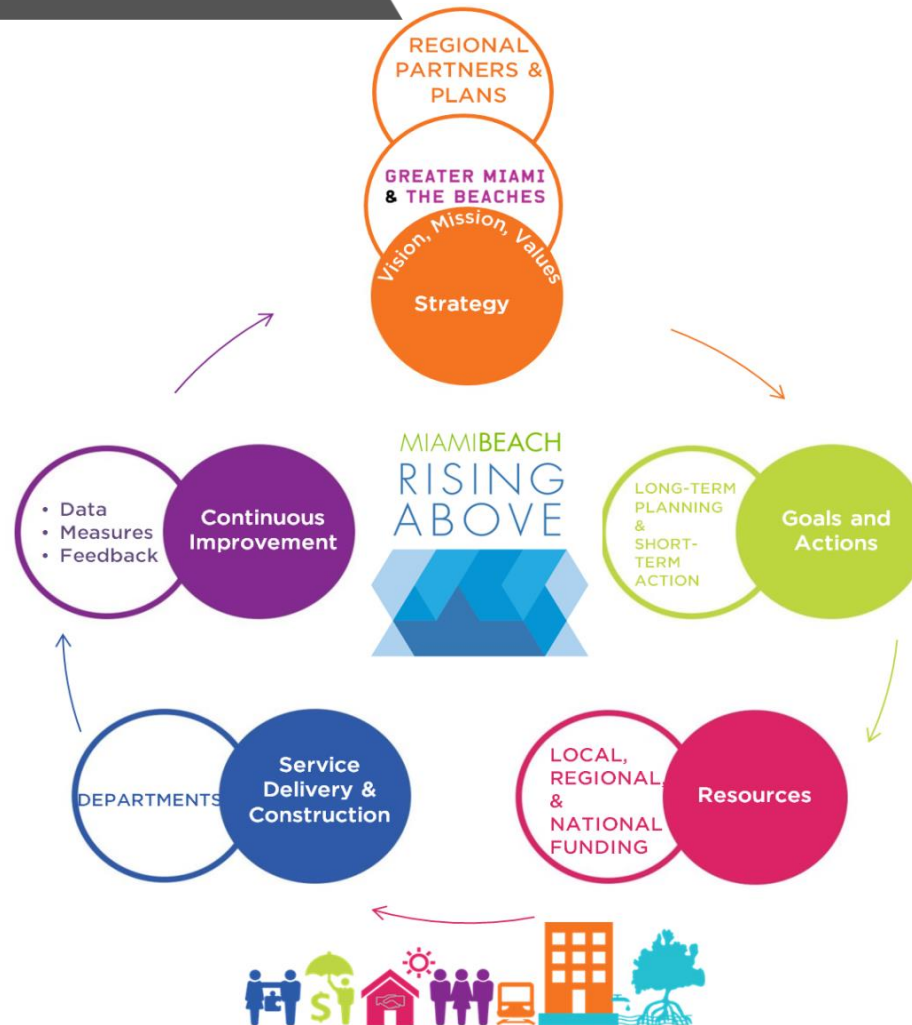 REGIONAL
PARTNERS &
PLANS
GREATER MIAMI
& THE BEACHES
Vision, Mission, Values
Strategy
MIAMIBEACH
RISING
ABOVE
• Data
• Measures
• Feedback
Continuous
Improvement
LONG-TERM
PLANNING
&
SHORT-
TERM
ACTION
Goals and
Actions
DEPARTMENTS
Service
Delivery &
Construction
LOCAL,
REGIONAL,
&
NATIONAL
FUNDING
Resources
$